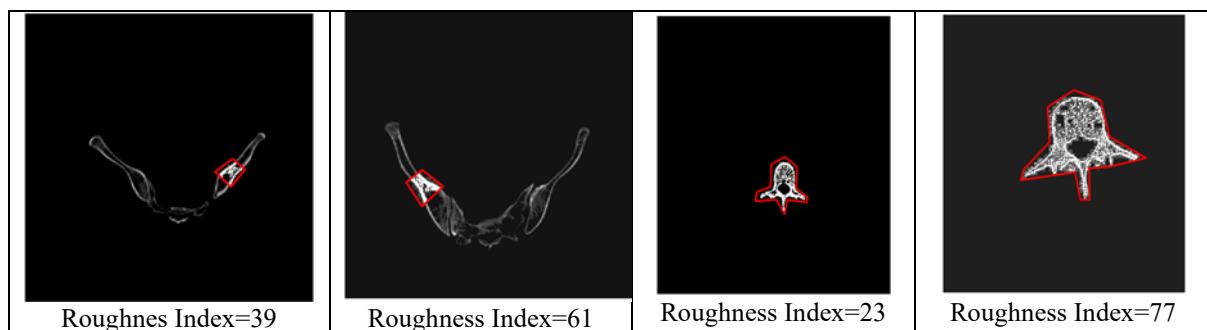 Roughnes Index=39
Roughness Index=61
Roughness Index=23
Roughness Index=77